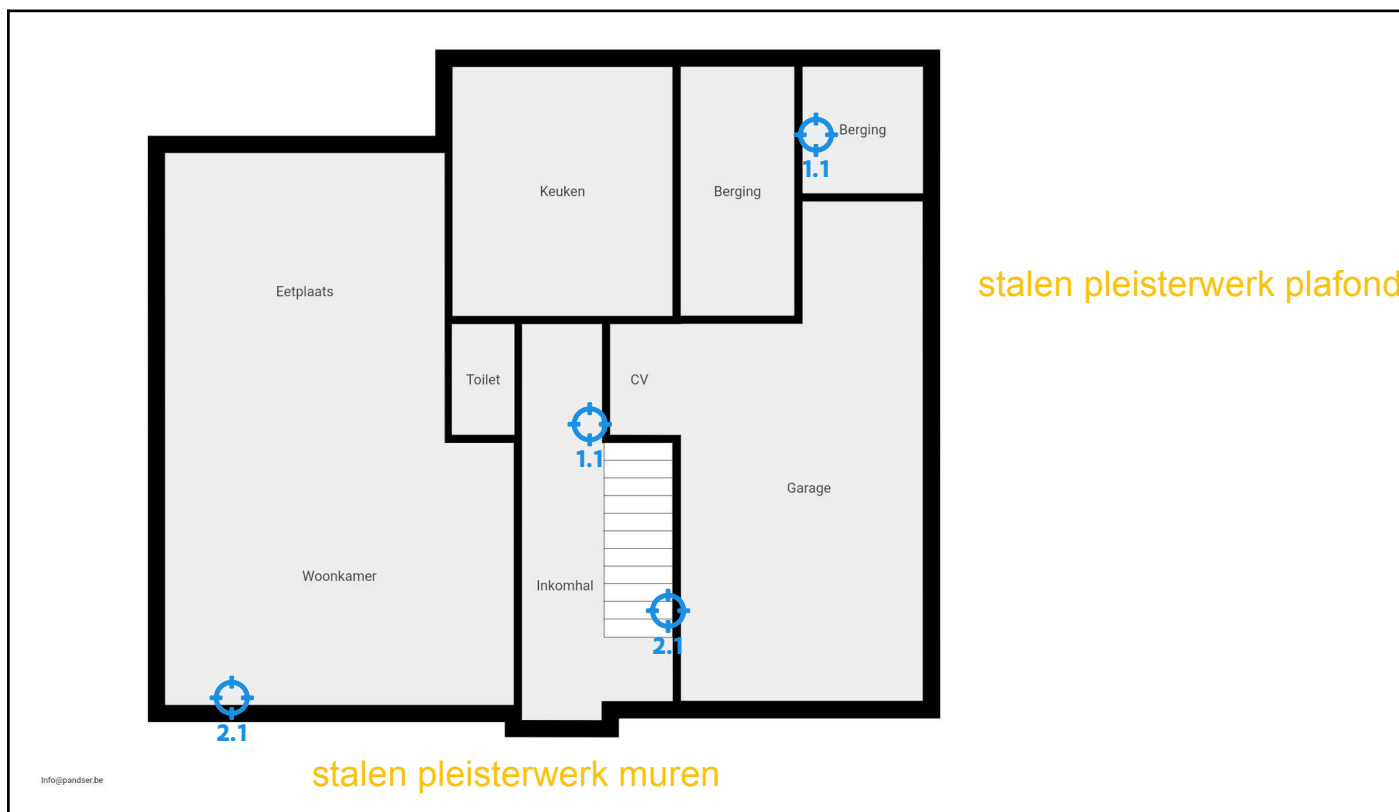 Berging
1.1
Keuken
Berging
stalen pleisterwerk plafond
Eetplaats
Toilet
CV
1.1
Garage
Woonkamer
Inkomhal
2.1
2.1
stalen pleisterwerk muren
Info@pandser.be